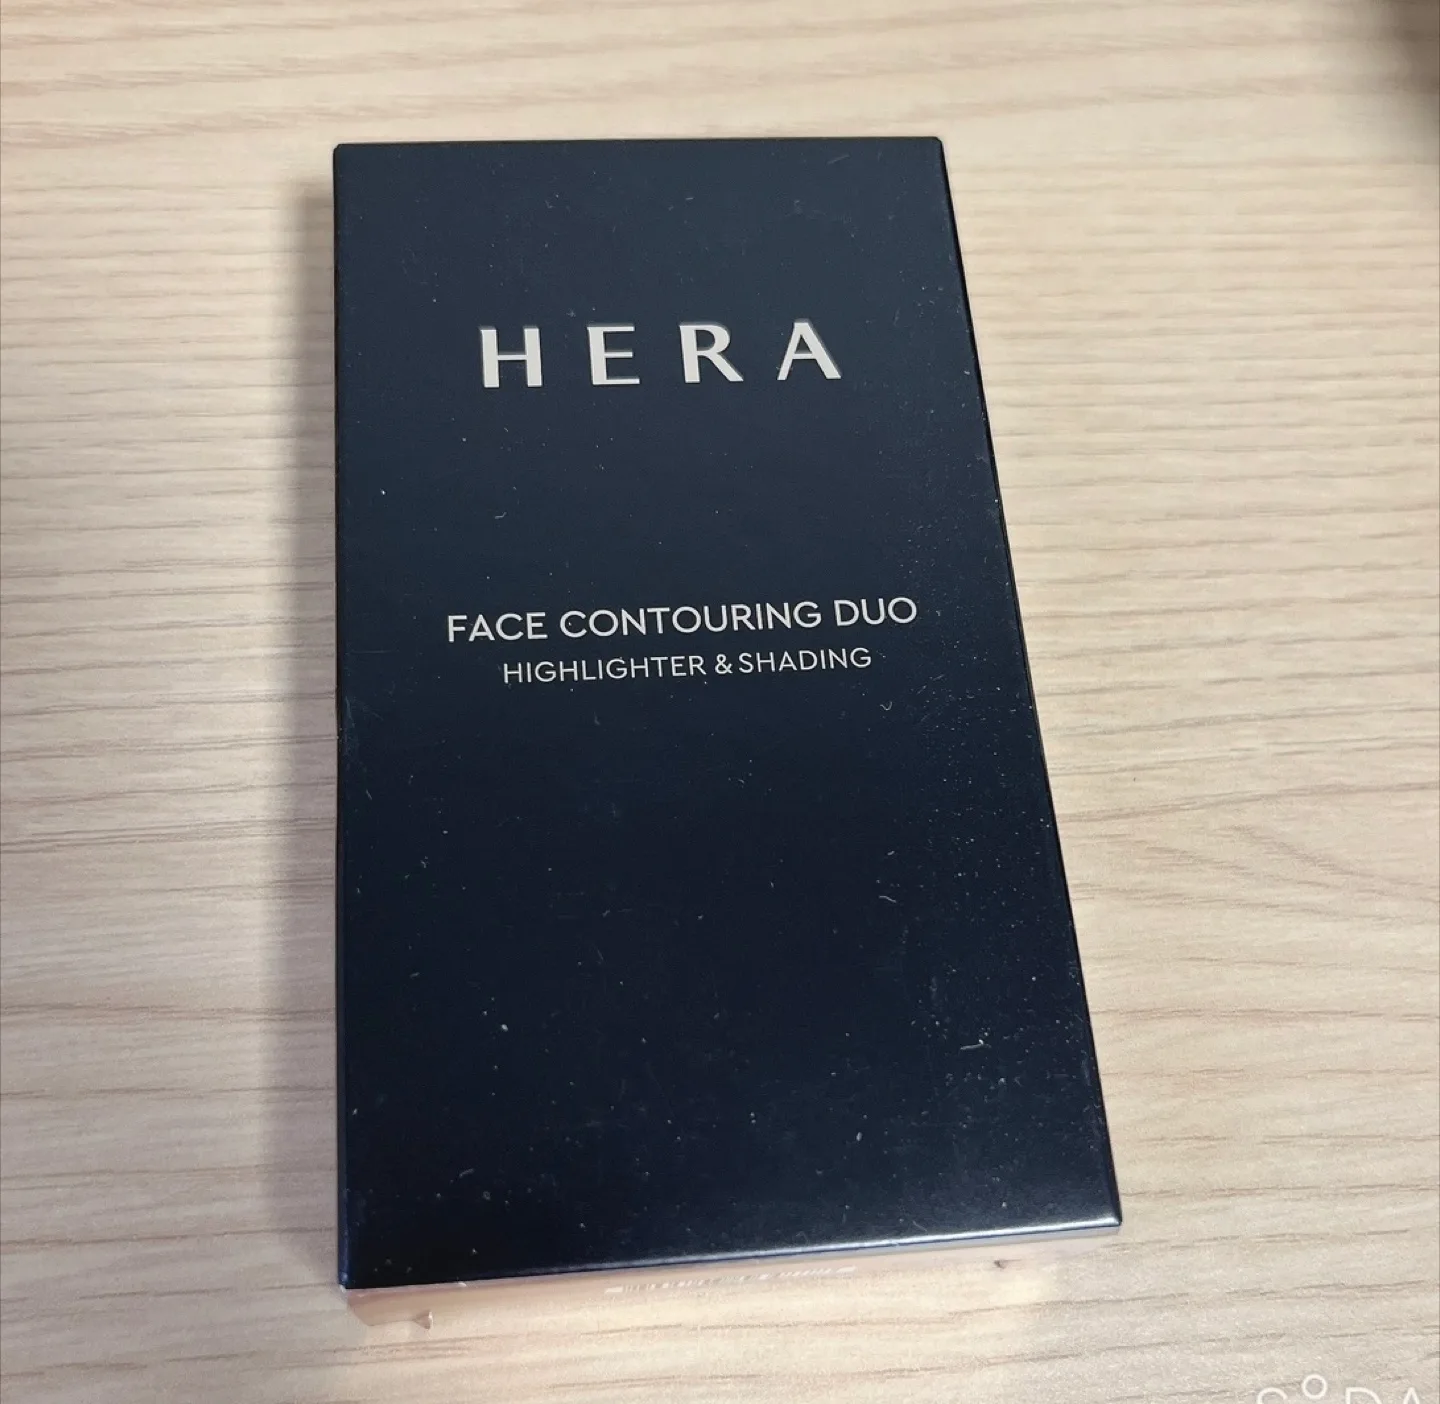 HERA
FACE CONTOURING DUO
HIGHLIGHTER & SHADING